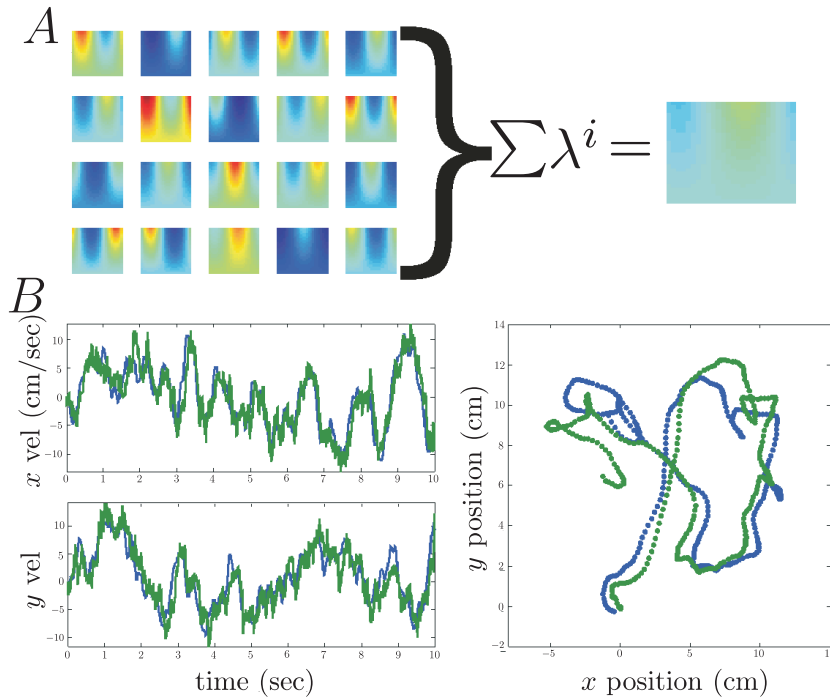 A
∑λ^i =
B
x vel (cm/sec)
10
5
0
−5
−10
0 1 2 3 4 5 6 7 8 9 10
y vel
10
5
0
−5
−10
0 1 2 3 4 5 6 7 8 9 10
time (sec)
y position (cm)
14
12
10
8
6
4
2
0
−2
−5 0 5 10 15
x position (cm)